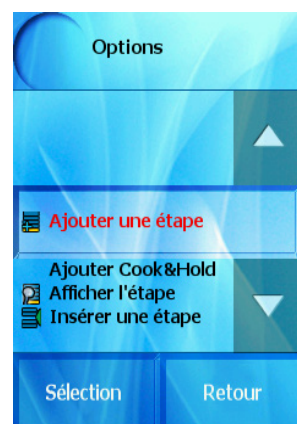 Options
Ajouter une étape
Ajouter Cook&Hold
Afficher l'étape
Insérer une étape
Sélection
Retour